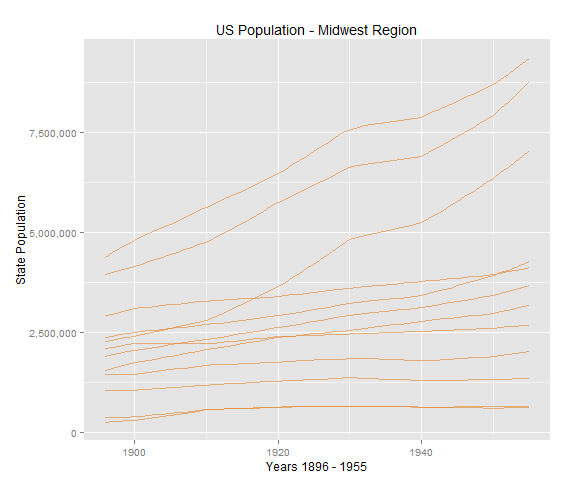 US Population - Midwest Region
State Population
7,500,000
5,000,000
2,500,000
0
1900
1920
1940
Years 1896 - 1955